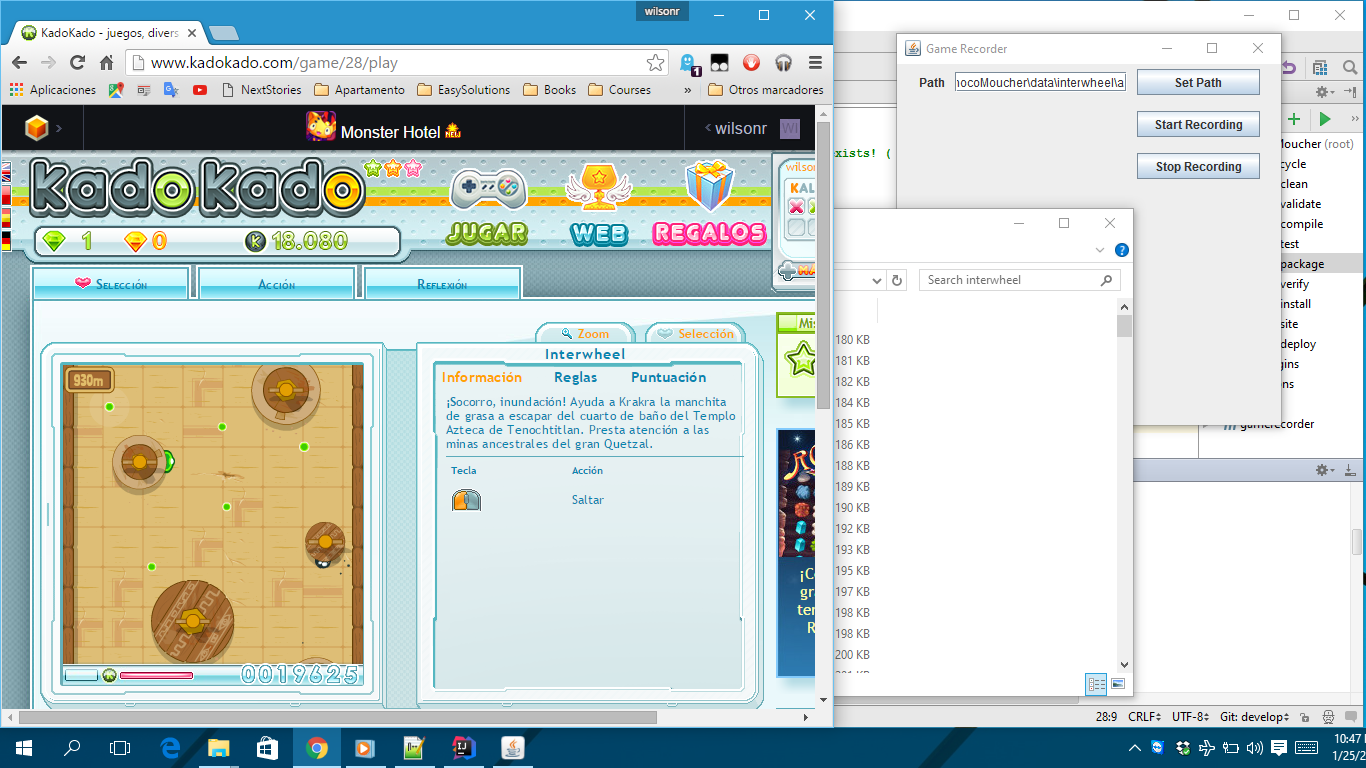 wilsonr
KadoKado - juegos, divers
www.kadokado.com/game/28/play
Aplicaciones
NextStories
Apartamento
EasySolutions
Books
Courses
»
Otros marcadores
Monster Hotel NEW
wilsonr
WI
KadoKado
1
0
K 18.080
JUGAR
WEB
REGALOS
Selección
Acción
Reflexión
Zoom
Selección
930m
0019625
Interwheel
Información
Reglas
Puntuación
¡Socorro, inundación! Ayuda a Krakra la manchita
de grasa a escapar del cuarto de baño del Templo
Azteca de Tenochtitlan. Presta atención a las
minas ancestrales del gran Quetzal.
Tecla
Acción
Saltar
Game Recorder
Path
ocoMoucher\data\interwheel\a
Set Path
Start Recording
Stop Recording
xists! (
Moucher (root)
cycle
clean
validate
compile
test
package
verify
install
site
deploy
gins
ns
gamerecorder
Search interwheel
180 KB
181 KB
182 KB
184 KB
185 KB
186 KB
188 KB
189 KB
190 KB
192 KB
193 KB
195 KB
197 KB
198 KB
198 KB
200 KB
28:9
CRLF
UTF-8
Git: develop
10:47
1/25/2